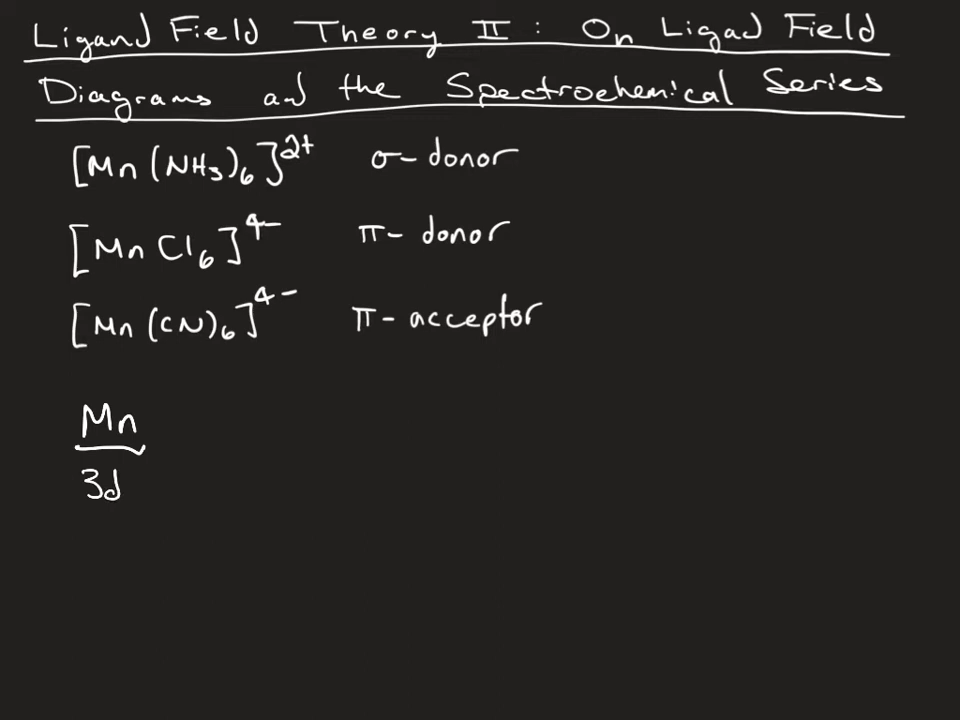 Ligand Field Theory II : On Ligad Field
Diagrams and the Spectrochemical Series
[Mn(NH₃)₆]²⁺ σ-donor
[MnCl₆]⁴⁻ π-donor
[Mn(CN)₆]⁴⁻ π-acceptor
Mn
3d